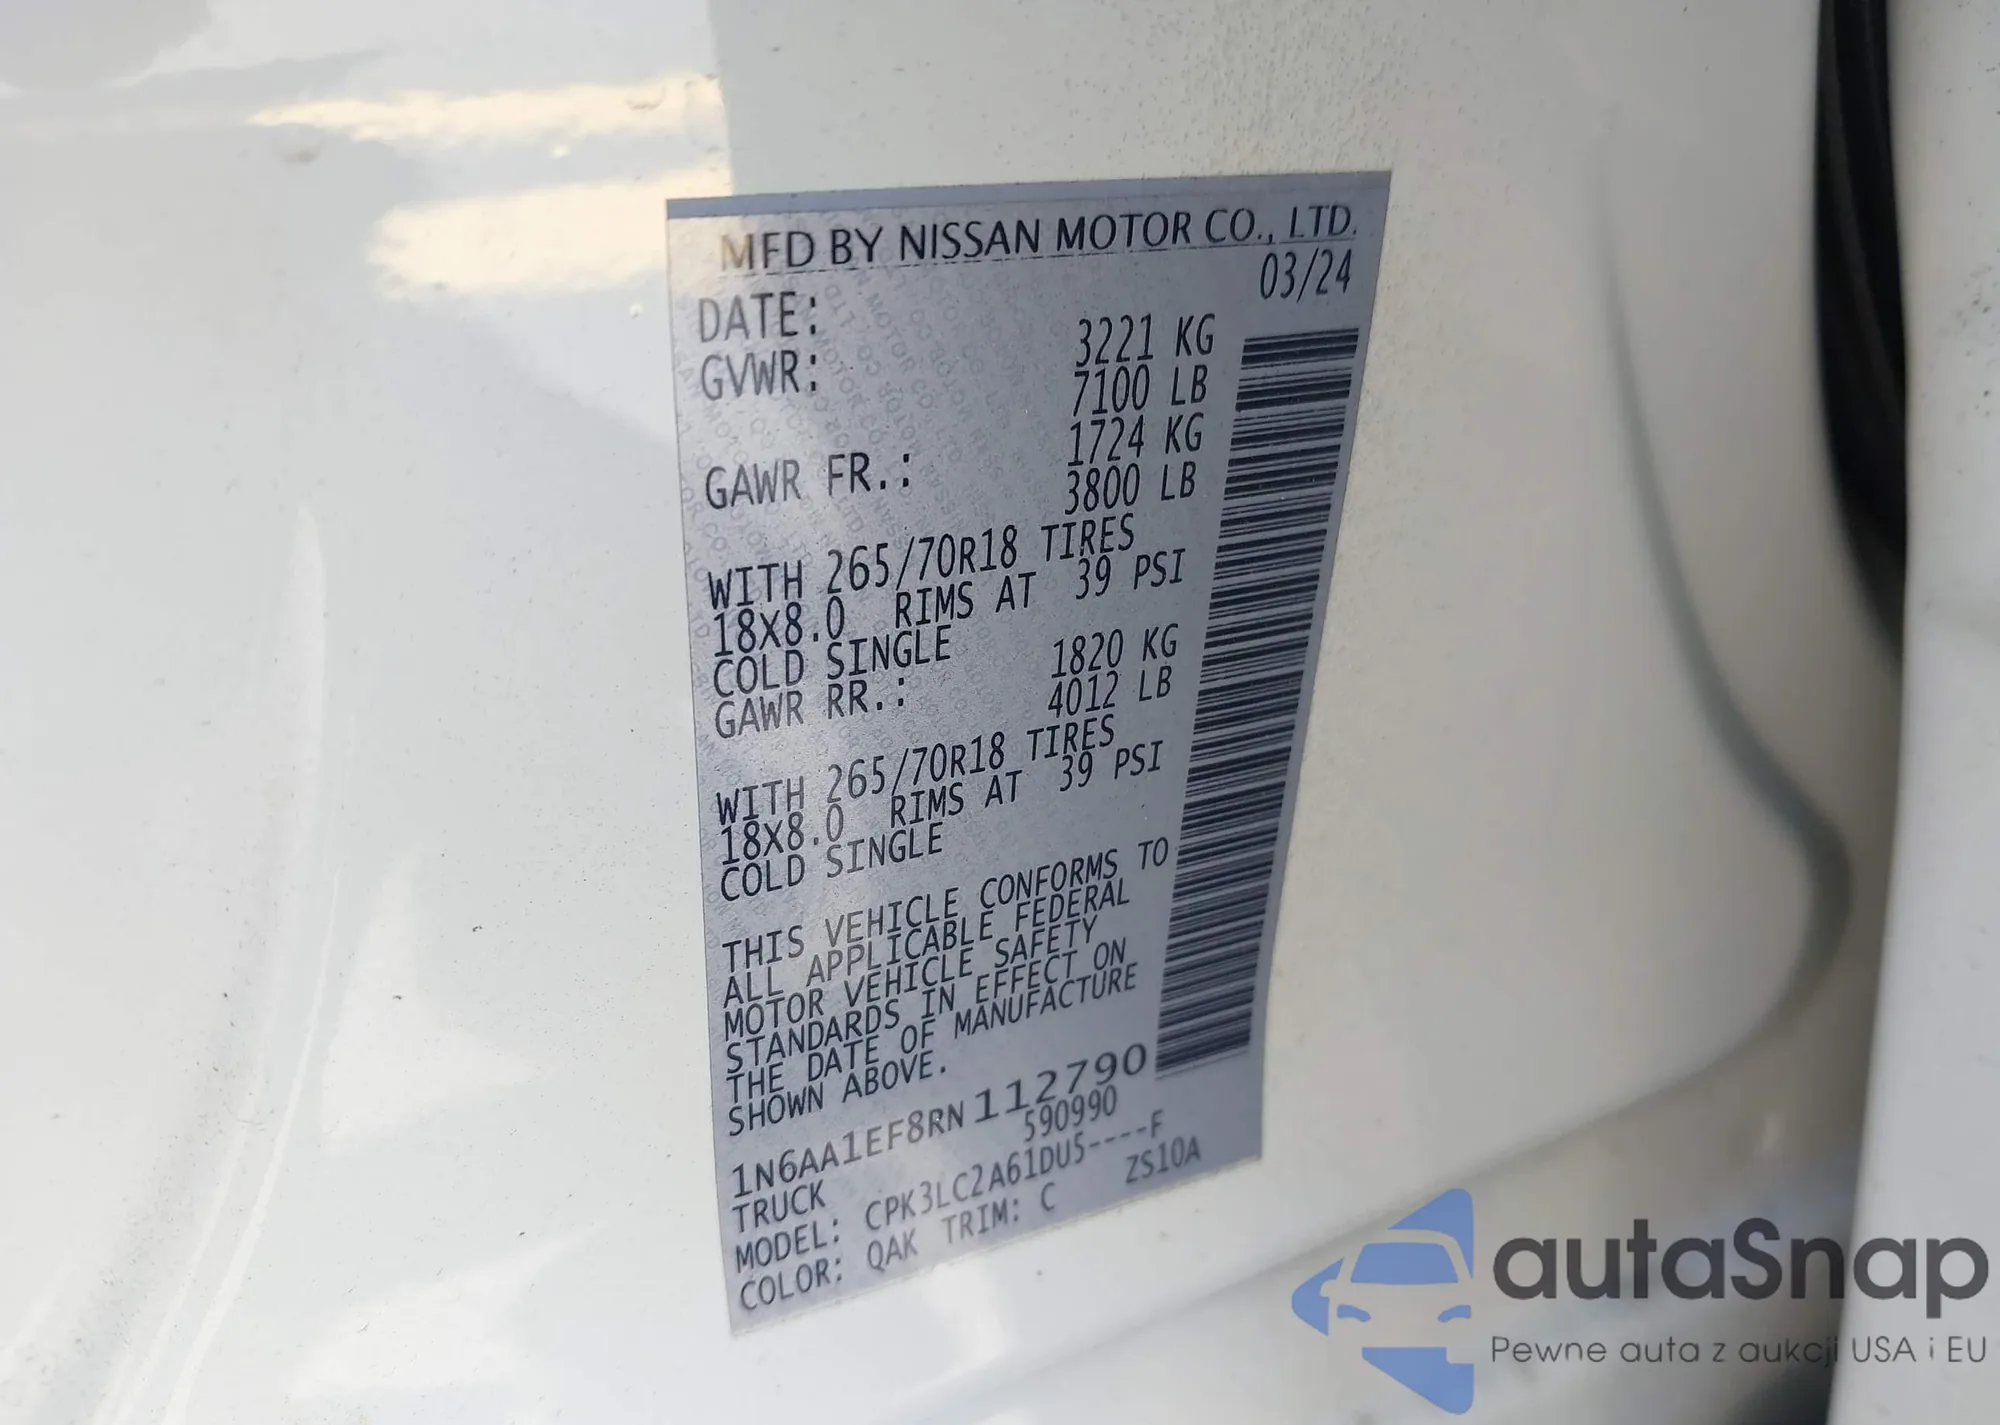 MFD BY NISSAN MOTOR CO., LTD.
DATE: 03/24
GVWR: 3221 KG
7100 LB
GAWR FR.: 1724 KG
3800 LB
WITH 265/70R18 TIRES
18X8.0 RIMS AT 39 PSI
COLD SINGLE
GAWR RR.: 1820 KG
4012 LB
WITH 265/70R18 TIRES
18X8.0 RIMS AT 39 PSI
COLD SINGLE
THIS VEHICLE CONFORMS TO
ALL APPLICABLE FEDERAL
MOTOR VEHICLE SAFETY
STANDARDS IN EFFECT ON
THE DATE OF MANUFACTURE
SHOWN ABOVE.
1N6AA1EF8RN112790
TRUCK 590990
MODEL: CPK3LC2A61DU5----F
COLOR: QAK TRIM: C ZS10A
autaSnap
Pewne auta z aukcji USA i EU